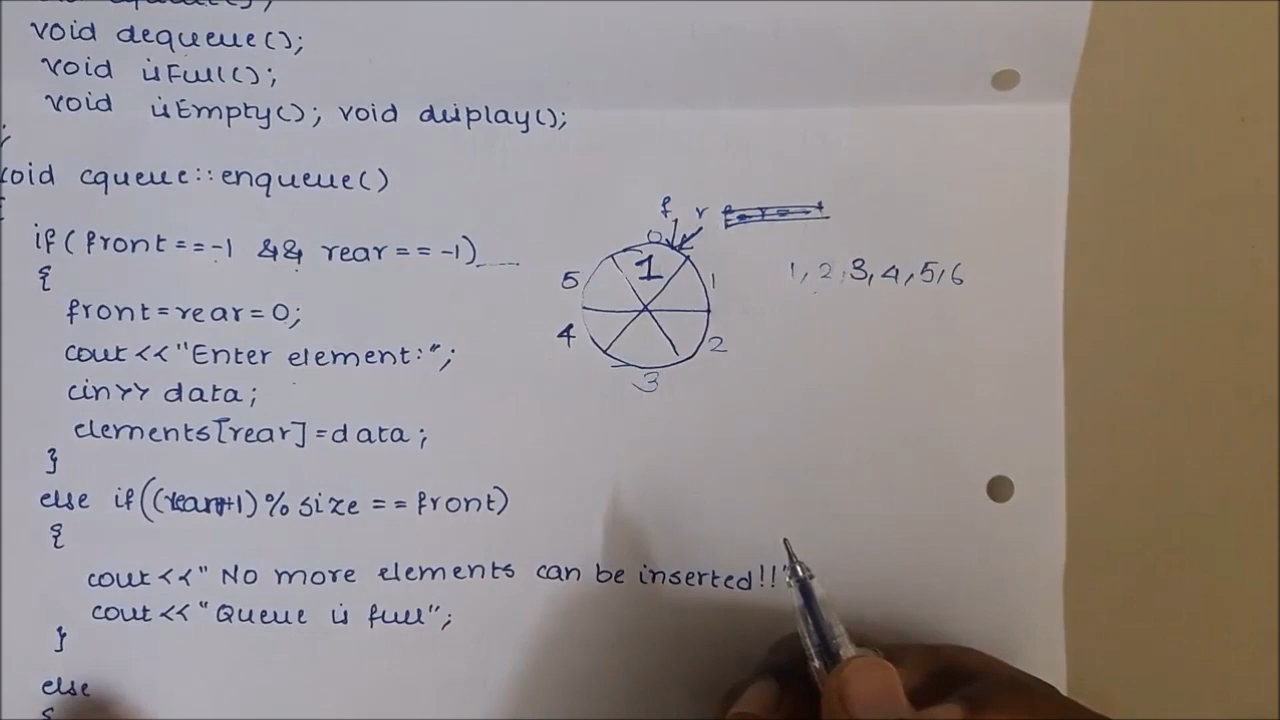 void dequeue();
void isFull();
void isEmpty(); void display();
void cqueue::enqueue()
{
if(front==-1 && rear==-1)
{
front=rear=0;
cout<<"Enter element:";
cin>> data;
elements[rear]=data;
}
else if((rear+1)%size==front)
{
cout<<"No more elements can be inserted!!"
cout<<"Queue is full";
}
else
{
f r
0
1
5 1
4 2
3
1, 2, 3, 4, 5, 6